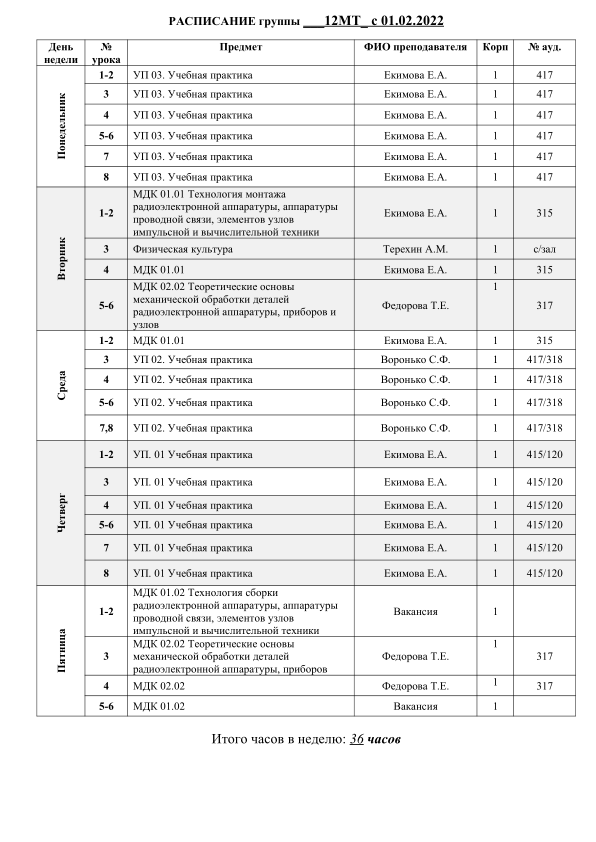 РАСПИСАНИЕ группы ___12МТ_ с 01.02.2022
День недели № урока Предмет ФИО преподавателя Корп № ауд.
Понедельник
1-2 УП 03. Учебная практика Екимова Е.А. 1 417
3 УП 03. Учебная практика Екимова Е.А. 1 417
4 УП 03. Учебная практика Екимова Е.А. 1 417
5-6 УП 03. Учебная практика Екимова Е.А. 1 417
7 УП 03. Учебная практика Екимова Е.А. 1 417
8 УП 03. Учебная практика Екимова Е.А. 1 417
Вторник
1-2 МДК 01.01 Технология монтажа
радиоэлектронной аппаратуры, аппаратуры
проводной связи, элементов узлов
импульсной и вычислительной техники Екимова Е.А. 1 315
3 Физическая культура Терехин А.М. 1 с/зал
4 МДК 01.01 Екимова Е.А. 1 315
5-6 МДК 02.02 Теоретические основы
механической обработки деталей
радиоэлектронной аппаратуры, приборов и
узлов Федорова Т.Е. 1 317
Среда
1-2 МДК 01.01 Екимова Е.А. 1 315
3 УП 02. Учебная практика Воронько С.Ф. 1 417/318
4 УП 02. Учебная практика Воронько С.Ф. 1 417/318
5-6 УП 02. Учебная практика Воронько С.Ф. 1 417/318
7,8 УП 02. Учебная практика Воронько С.Ф. 1 417/318
Четверг
1-2 УП. 01 Учебная практика Екимова Е.А. 1 415/120
3 УП. 01 Учебная практика Екимова Е.А. 1 415/120
4 УП. 01 Учебная практика Екимова Е.А. 1 415/120
5-6 УП. 01 Учебная практика Екимова Е.А. 1 415/120
7 УП. 01 Учебная практика Екимова Е.А. 1 415/120
8 УП. 01 Учебная практика Екимова Е.А. 1 415/120
Пятница
1-2 МДК 01.02 Технология сборки
радиоэлектронной аппаратуры, аппаратуры
проводной связи, элементов узлов
импульсной и вычислительной техники Вакансия 1
3 МДК 02.02 Теоретические основы
механической обработки деталей
радиоэлектронной аппаратуры, приборов Федорова Т.Е. 1 317
4 МДК 02.02 Федорова Т.Е. 1 317
5-6 МДК 01.02 Вакансия 1
Итого часов в неделю: 36 часов